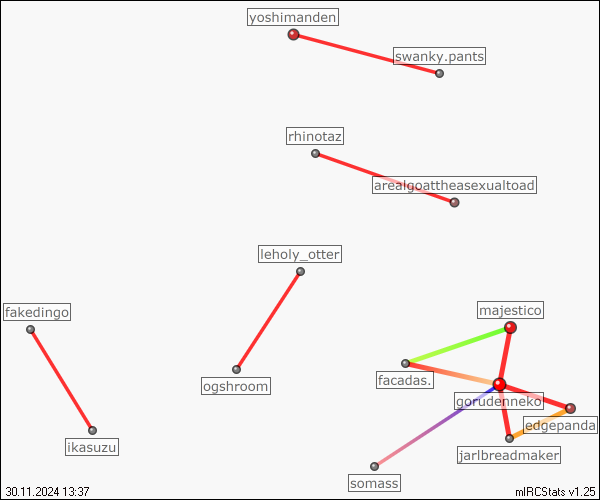 yoshimanden
swanky.pants
rhinotaz
arealgoattheasexualtoad
leholy_otter
fakedingo
majestico
facadas.
ogshroom
gorudenneko
edgepanda
ikasuzu
jarlbreadmaker
somass
30.11.2024 13:37
mIRCStats v1.25